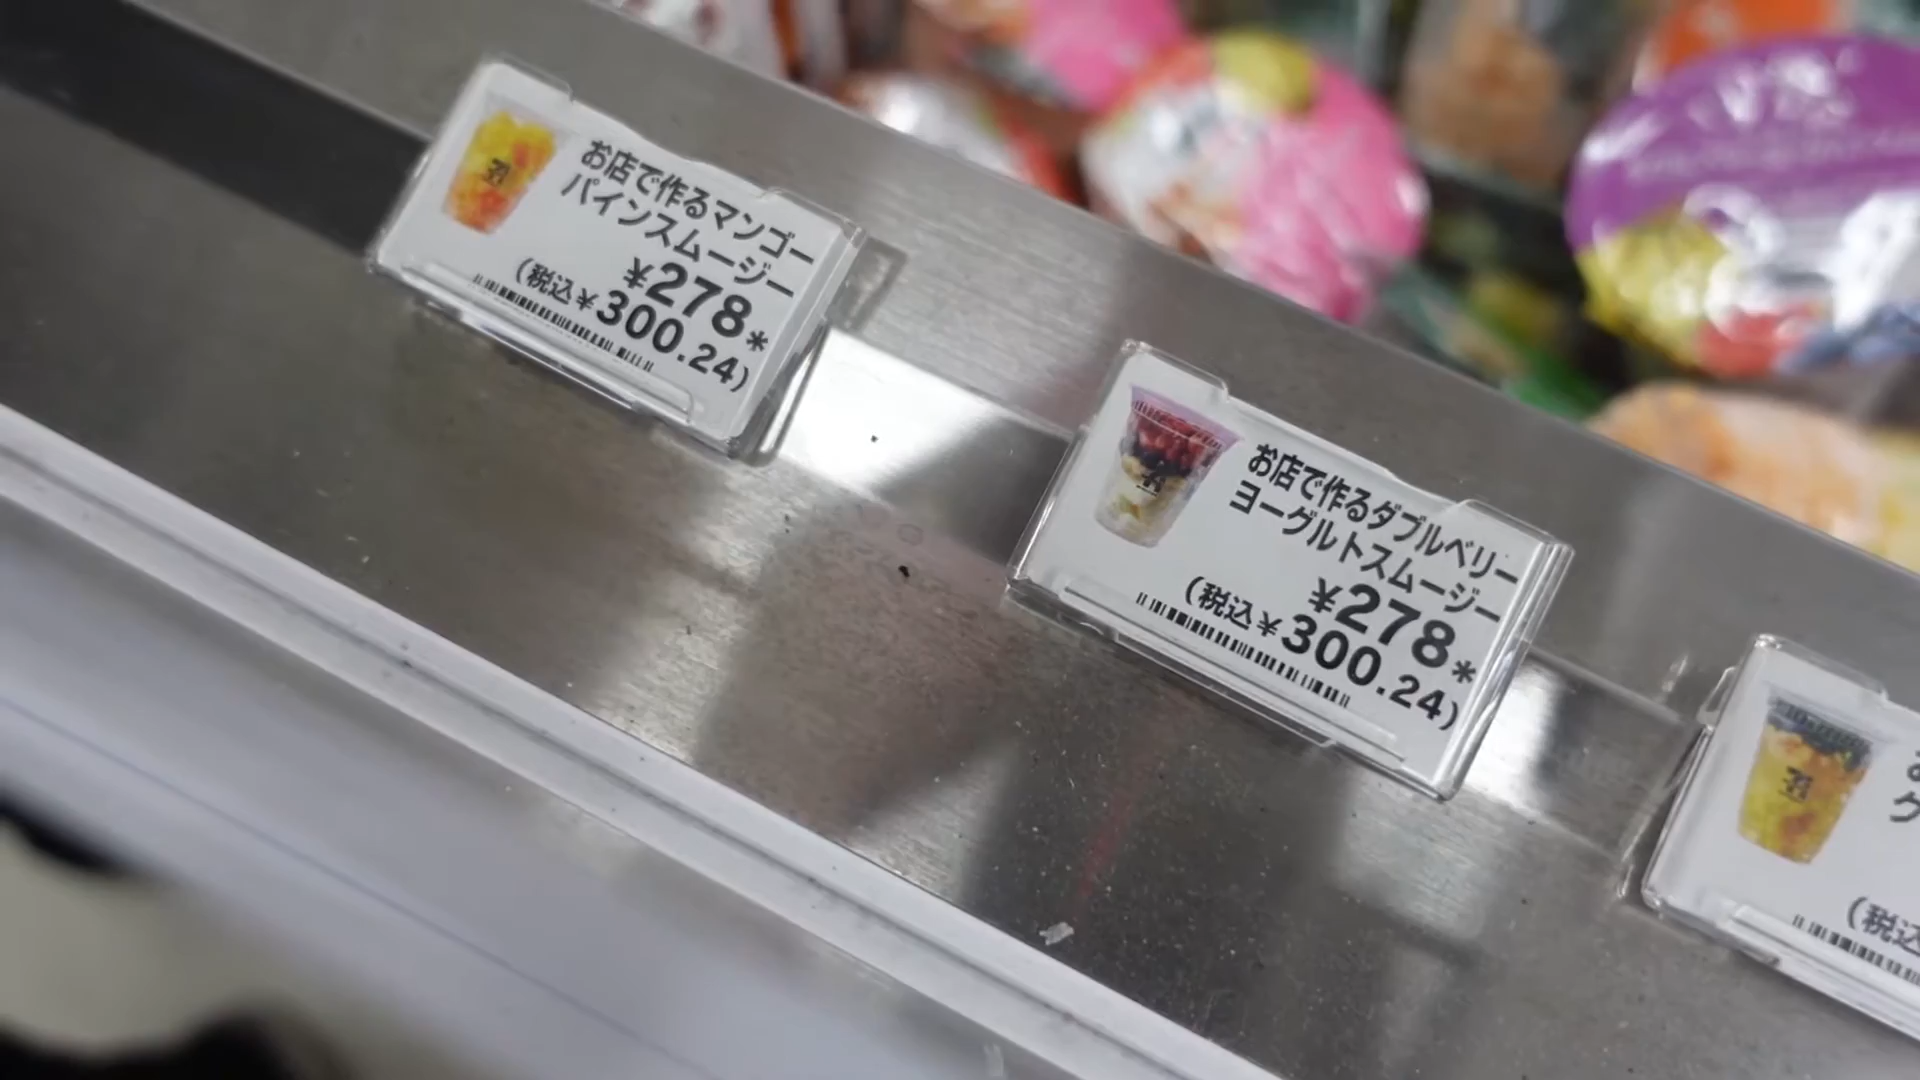 お店で作るマンゴー
パインスムージー
¥278*
(税込¥300.24)
お店で作るダブルベリー
ヨーグルトスムージー
¥278*
(税込¥300.24)
お
グ
(税込